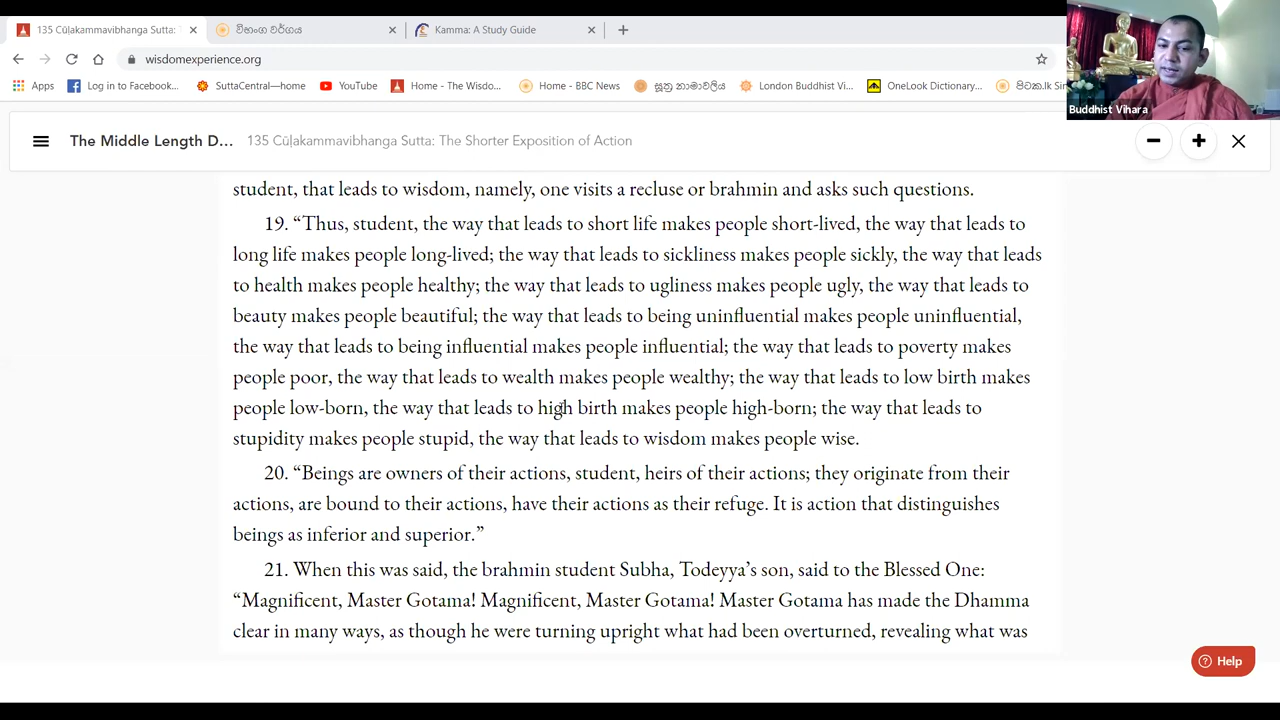 135 Cūḷakammavibhanga Sutta:
විභංග වර්ගය
Kamma: A Study Guide
wisdomexperience.org
Apps
Log in to Facebook...
SuttaCentral—home
YouTube
Home - The Wisdo...
Home - BBC News
සූත්‍ර නාමාවලිය
London Buddhist Vi...
OneLook Dictionary...
පිටක.lk Sin
Buddhist Vihara
The Middle Length D... 135 Cūḷakammavibhanga Sutta: The Shorter Exposition of Action
student, that leads to wisdom, namely, one visits a recluse or brahmin and asks such questions.
19. “Thus, student, the way that leads to short life makes people short-lived, the way that leads to
long life makes people long-lived; the way that leads to sickliness makes people sickly, the way that leads
to health makes people healthy; the way that leads to ugliness makes people ugly, the way that leads to
beauty makes people beautiful; the way that leads to being uninfluential makes people uninfluential,
the way that leads to being influential makes people influential; the way that leads to poverty makes
people poor, the way that leads to wealth makes people wealthy; the way that leads to low birth makes
people low-born, the way that leads to high birth makes people high-born; the way that leads to
stupidity makes people stupid, the way that leads to wisdom makes people wise.
20. “Beings are owners of their actions, student, heirs of their actions; they originate from their
actions, are bound to their actions, have their actions as their refuge. It is action that distinguishes
beings as inferior and superior.”
21. When this was said, the brahmin student Subha, Todeyya’s son, said to the Blessed One:
“Magnificent, Master Gotama! Magnificent, Master Gotama! Master Gotama has made the Dhamma
clear in many ways, as though he were turning upright what had been overturned, revealing what was
Help